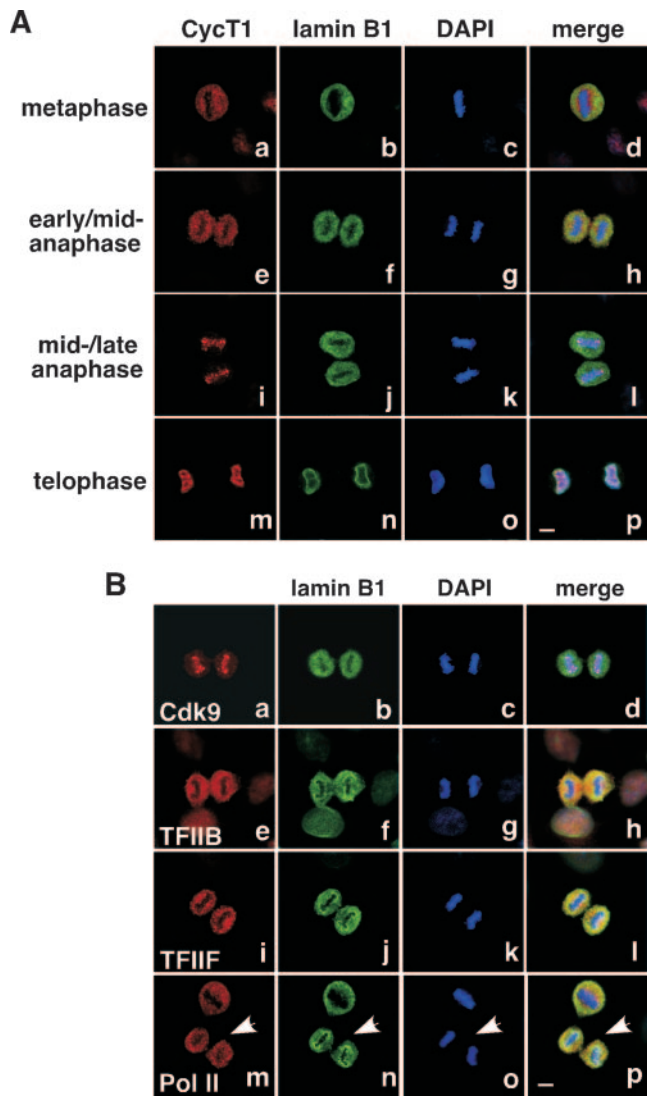 A
CycT1 lamin B1 DAPI merge
metaphase
a b c d
early/mid-
anaphase
e f g h
mid-/late
anaphase
i j k l
telophase
m n o p
B
lamin B1 DAPI merge
Cdk9 a b c d
TFIIB e f g h
TFIIF i j k l
Pol II m n o p